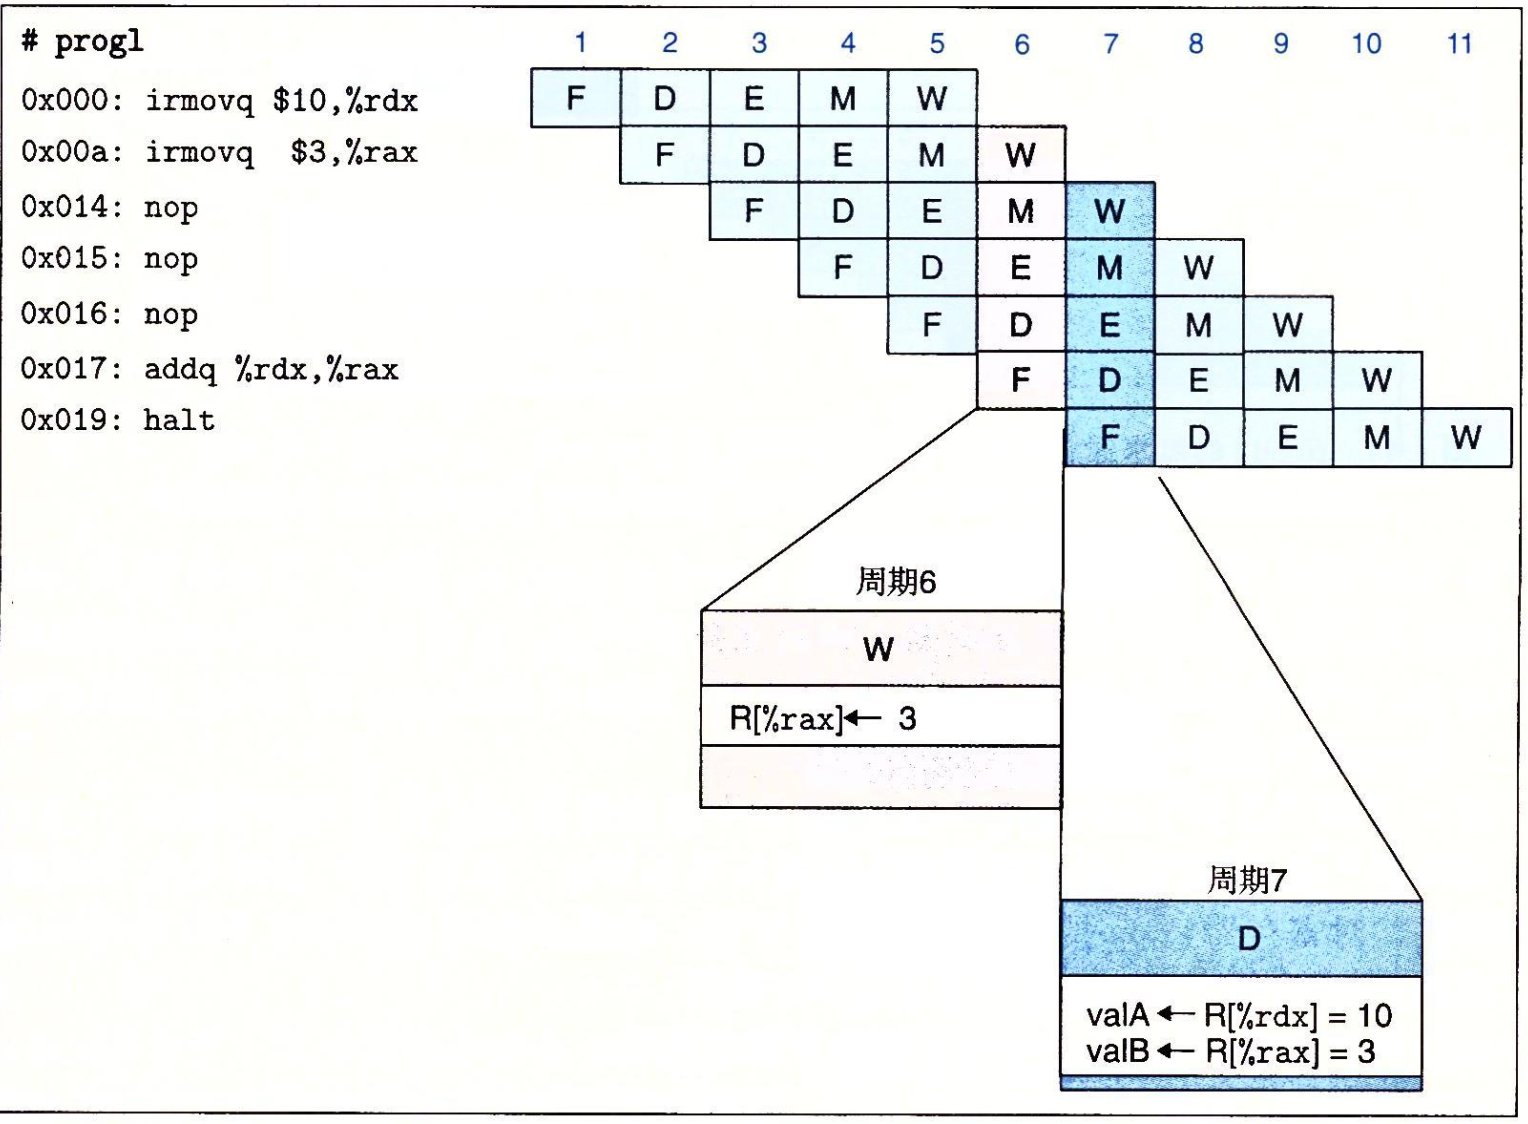 # prog1 1 2 3 4 5 6 7 8 9 10 11
0x000: irmovq $10,%rdx F D E M W
0x00a: irmovq $3,%rax F D E M W
0x014: nop F D E M W
0x015: nop F D E M W
0x016: nop F D E M W
0x017: addq %rdx,%rax F D E M W
0x019: halt F D E M W
周期6
W
R[%rax]← 3
周期7
D
valA ← R[%rdx] = 10
valB ← R[%rax] = 3